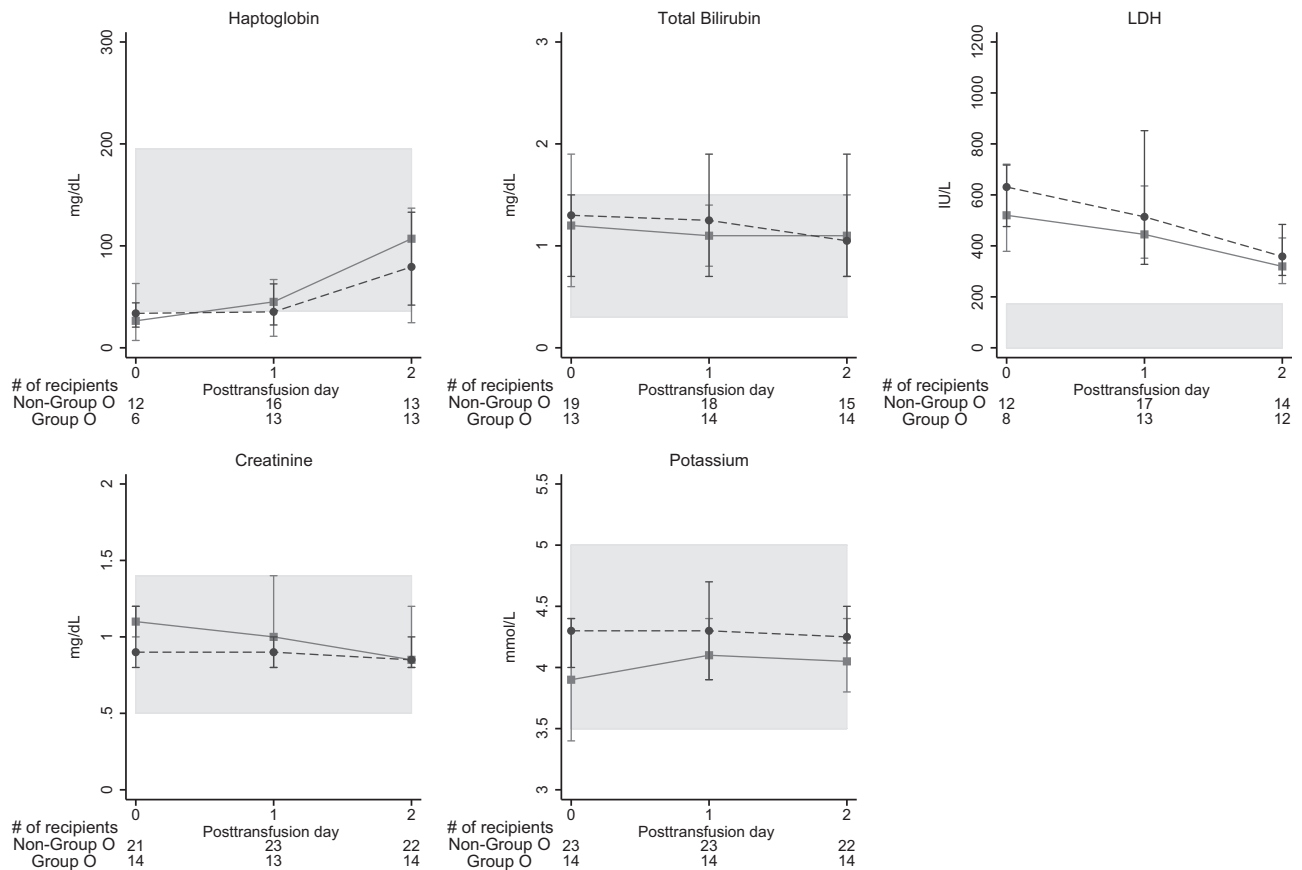 Haptoglobin
Total Bilirubin
LDH
300
200
100
0
mg/dL
3
2
1
0
mg/dL
1200
1000
800
600
400
200
0
IU/L
0 1 2
0 1 2
0 1 2
Posttransfusion day
Posttransfusion day
Posttransfusion day
# of recipients
Non-Group O 12 16 13
Group O 6 13 13
# of recipients
Non-Group O 19 18 15
Group O 13 14 14
# of recipients
Non-Group O 12 17 14
Group O 8 13 12
Creatinine
Potassium
2
1.5
1
.5
0
mg/dL
5.5
5
4.5
4
3.5
3
mmol/L
0 1 2
0 1 2
Posttransfusion day
Posttransfusion day
# of recipients
Non-Group O 21 23 22
Group O 14 13 14
# of recipients
Non-Group O 23 23 22
Group O 14 14 14